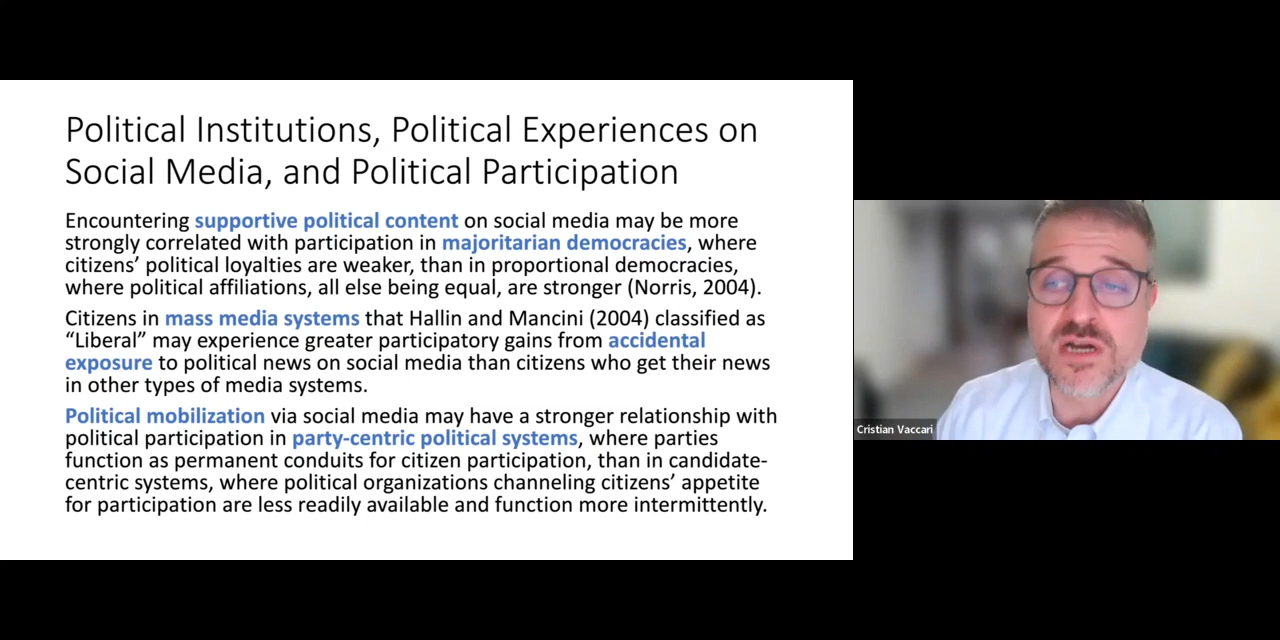 Political Institutions, Political Experiences on
Social Media, and Political Participation
Encountering supportive political content on social media may be more
strongly correlated with participation in majoritarian democracies, where
citizens’ political loyalties are weaker, than in proportional democracies,
where political affiliations, all else being equal, are stronger (Norris, 2004).
Citizens in mass media systems that Hallin and Mancini (2004) classified as
“Liberal” may experience greater participatory gains from accidental
exposure to political news on social media than citizens who get their news
in other types of media systems.
Political mobilization via social media may have a stronger relationship with
political participation in party-centric political systems, where parties
function as permanent conduits for citizen participation, than in candidate-
centric systems, where political organizations channeling citizens’ appetite
for participation are less readily available and function more intermittently.
Cristian Vaccari